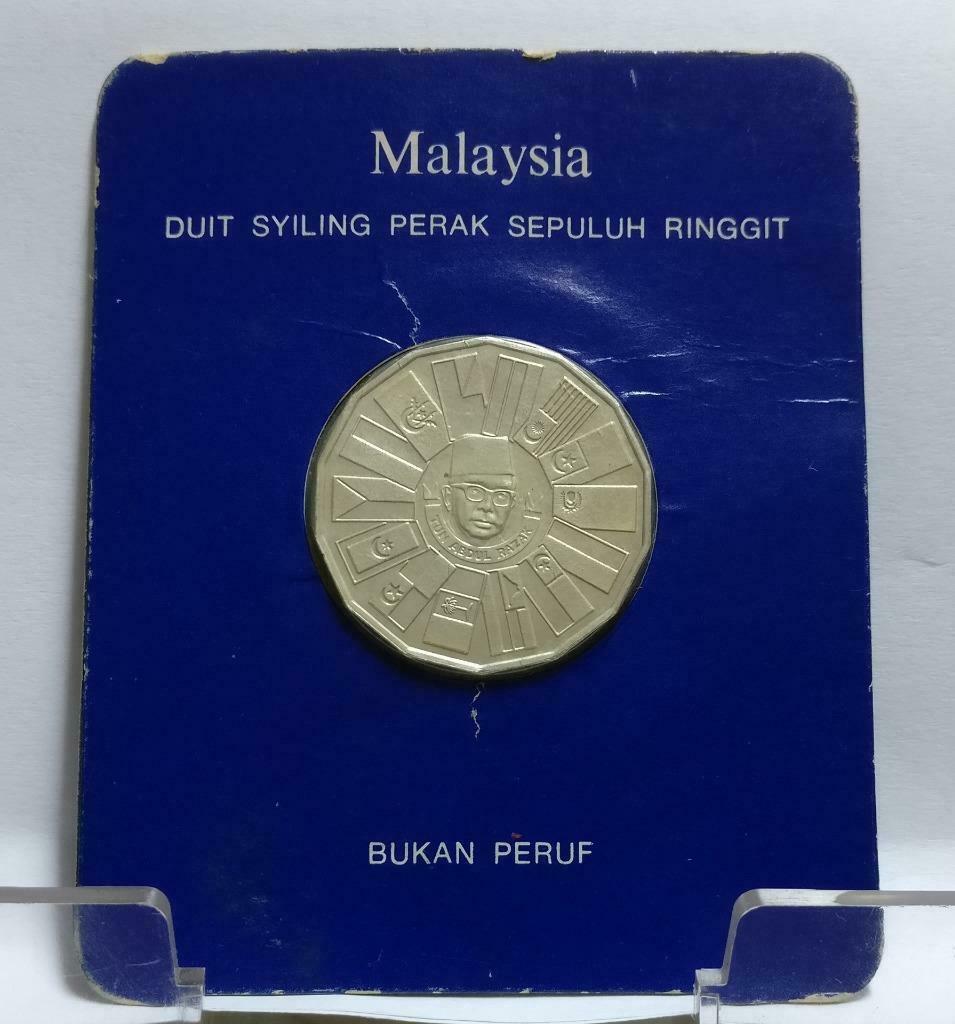 Malaysia
DUIT SYILING PERAK SEPULUH RINGGIT
TUN ABDUL RAZAK
BUKAN PERUF